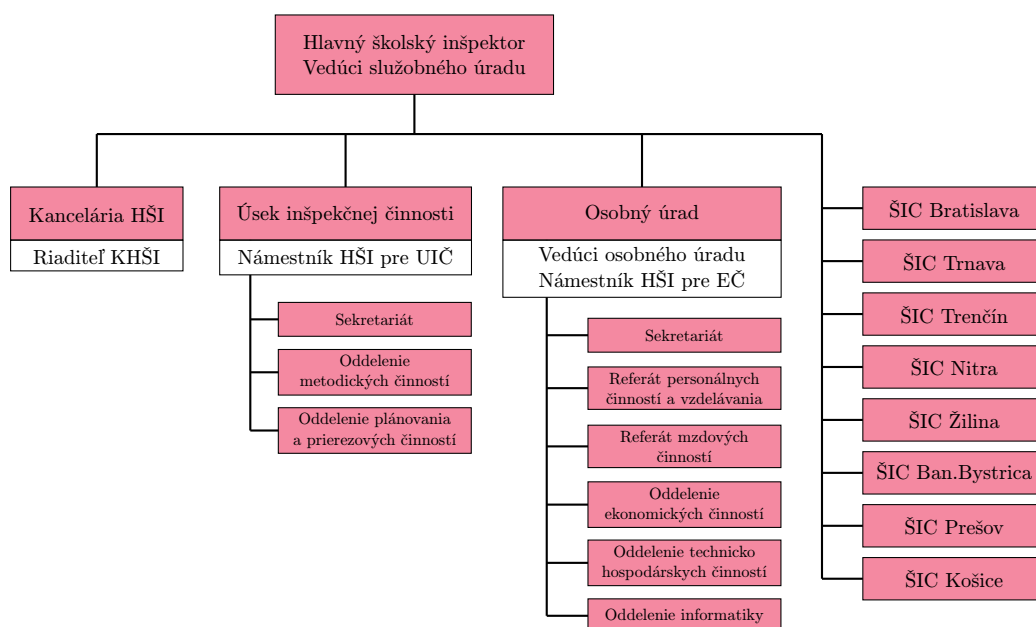 Hlavný školský inšpektor
Vedúci služobného úradu
Kancelária HŠI
Riaditeľ KHŠI
Úsek inšpekčnej činnosti
Námestník HŠI pre UIČ
Sekretariát
Oddelenie
metodických činností
Oddelenie plánovania
a prierezových činností
Osobný úrad
Vedúci osobného úradu
Námestník HŠI pre EČ
Sekretariát
Referát personálnych
činností a vzdelávania
Referát mzdových
činností
Oddelenie
ekonomických činností
Oddelenie technicko
hospodárskych činností
Oddelenie informatiky
ŠIC Bratislava
ŠIC Trnava
ŠIC Trenčín
ŠIC Nitra
ŠIC Žilina
ŠIC Ban.Bystrica
ŠIC Prešov
ŠIC Košice